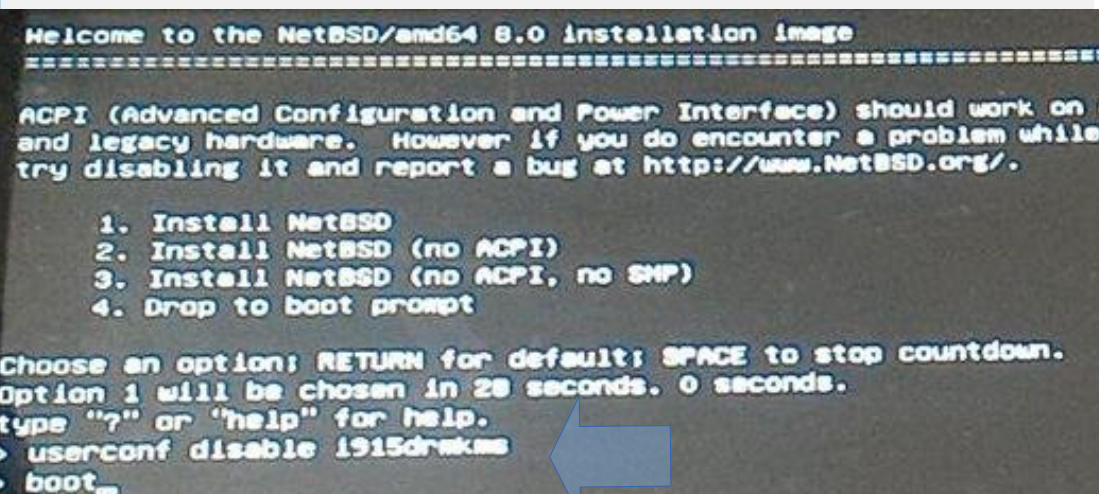 Welcome to the NetBSD/amd64 8.0 installation image
================================================================================
ACPI (Advanced Configuration and Power Interface) should work on
and legacy hardware. However if you do encounter a problem while
try disabling it and report a bug at http://www.NetBSD.org/.
1. Install NetBSD
2. Install NetBSD (no ACPI)
3. Install NetBSD (no ACPI, no SMP)
4. Drop to boot prompt
Choose an option; RETURN for default; SPACE to stop countdown.
Option 1 will be chosen in 20 seconds. 0 seconds.
type "?" or "help" for help.
> userconf disable i915drmkms
> boot_